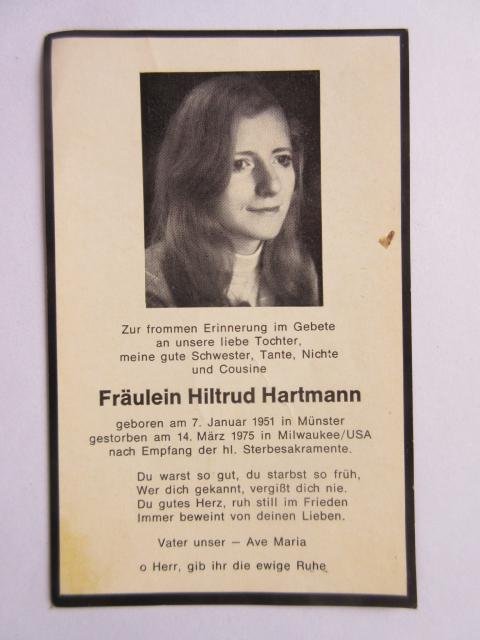 Zur frommen Erinnerung im Gebete
an unsere liebe Tochter,
meine gute Schwester, Tante, Nichte
und Cousine
Fräulein Hiltrud Hartmann
geboren am 7. Januar 1951 in Münster
gestorben am 14. März 1975 in Milwaukee/USA
nach Empfang der hl. Sterbesakramente.
Du warst so gut, du starbst so früh,
Wer dich gekannt, vergißt dich nie.
Du gutes Herz, ruh still im Frieden
Immer beweint von deinen Lieben.
Vater unser – Ave Maria
o Herr, gib ihr die ewige Ruhe